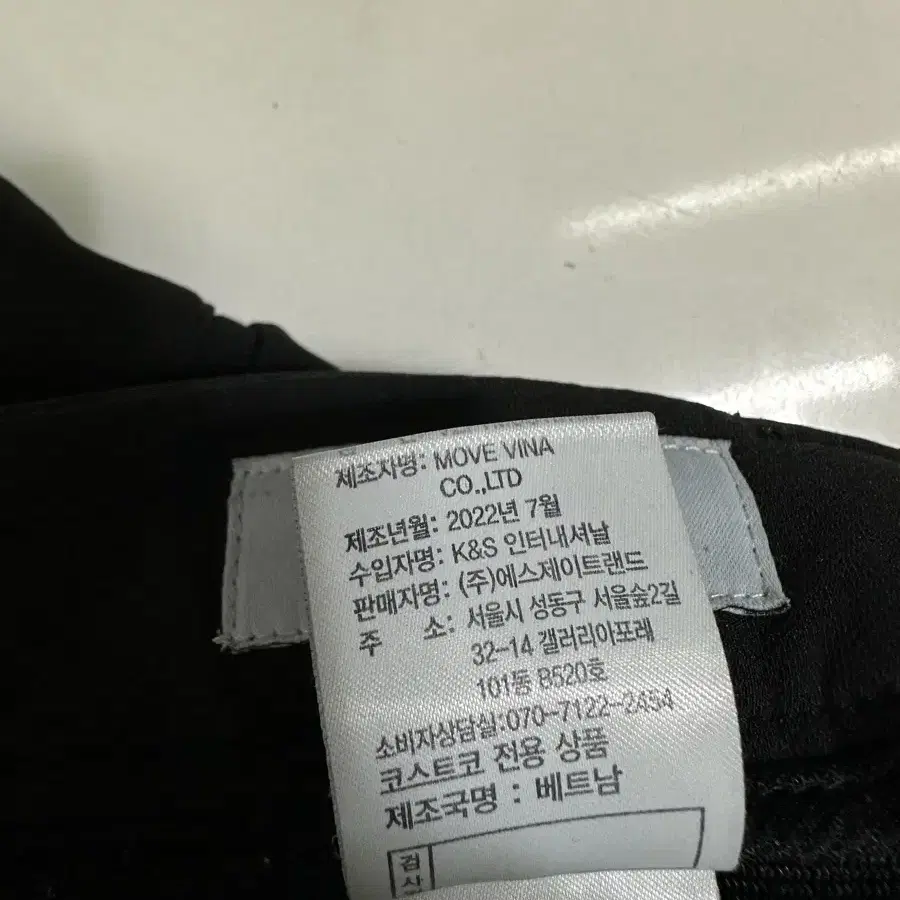 제조자명: MOVE VINA
CO.,LTD
제조년월: 2022년 7월
수입자명: K&S 인터내셔날
판매자명: (주)에스제이트랜드
주 소: 서울시 성동구 서울숲2길
32-14 갤러리아포레
101동 B520호
소비자상담실:070-7122-2454
코스트코 전용 상품
제조국명 : 베트남
검